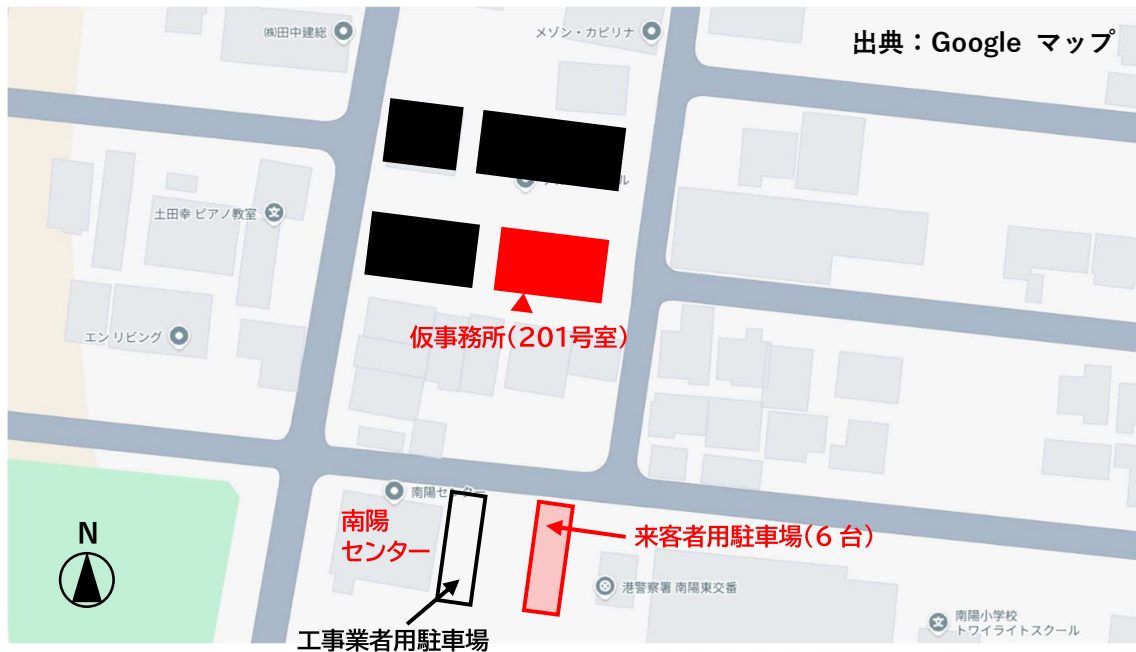 ㈱田中建総
メゾン・カピリナ
出典：Google マップ
ル
土田幸 ピアノ教室
仮事務所(201号室)
エン リビング
南陽センター
南陽
センター
来客者用駐車場(6 台)
N
港警察署 南陽東交番
南陽小学校
トワイライトスクール
工事業者用駐車場